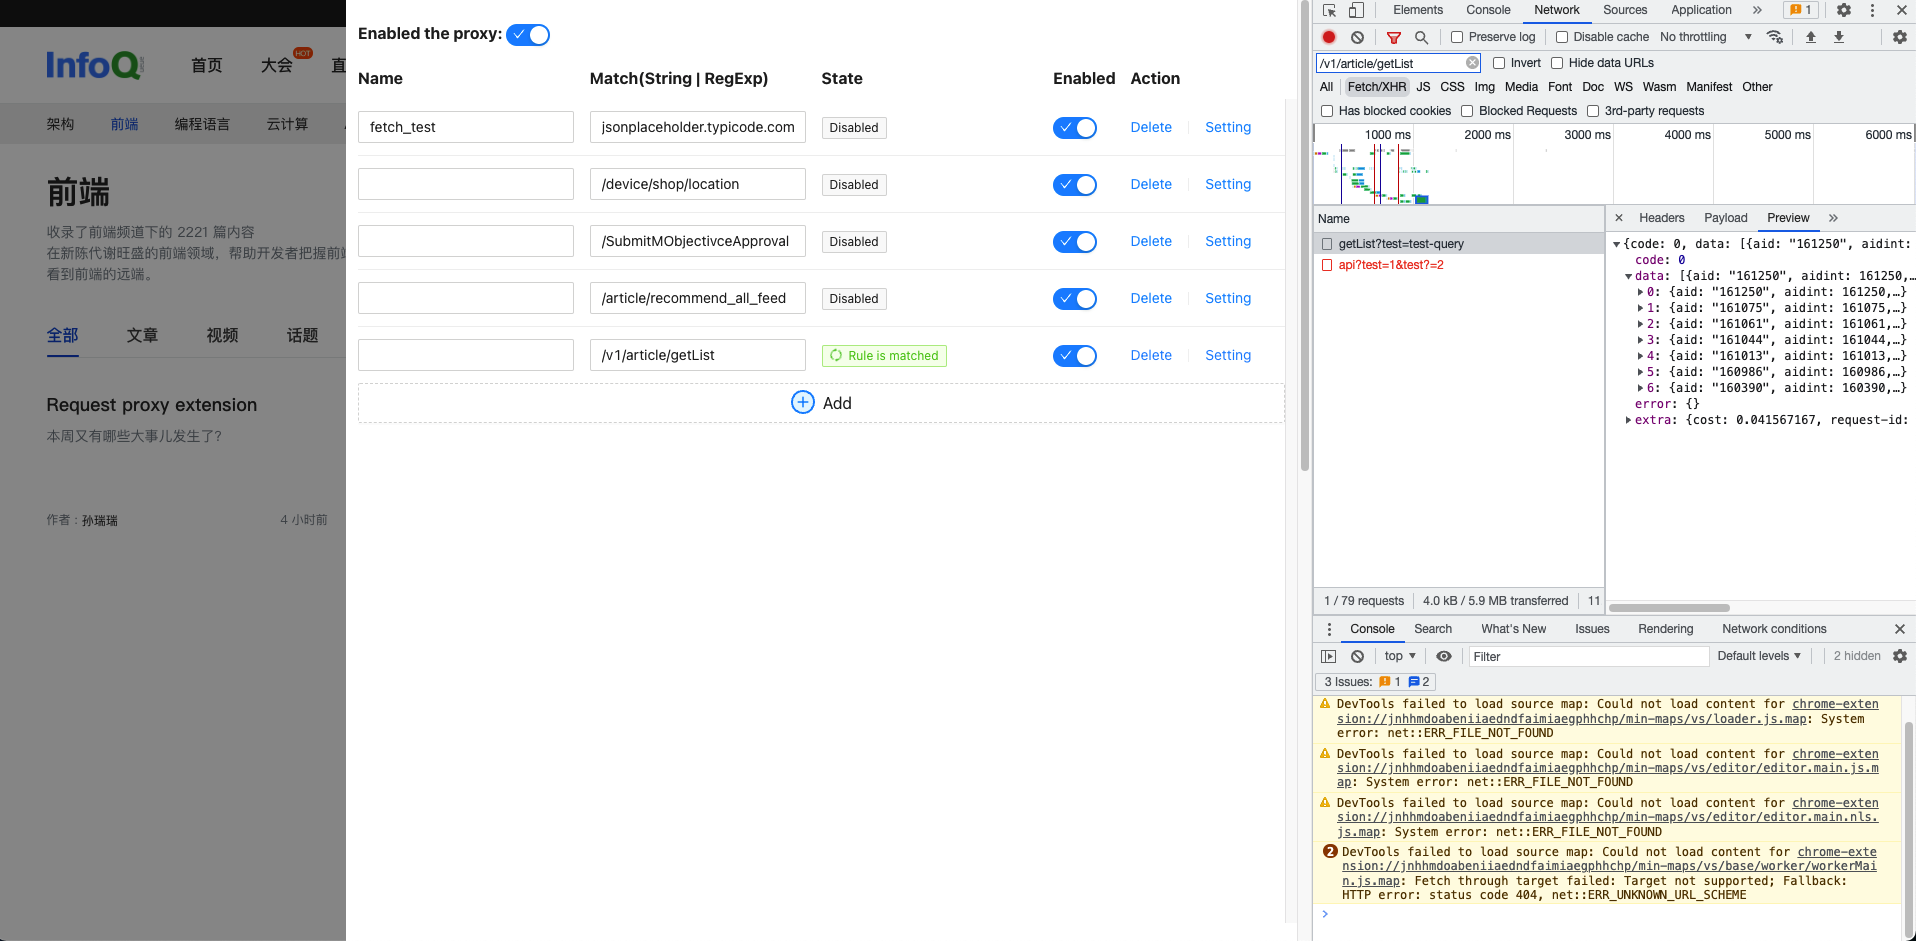 InfoQ
首页
大会
HOT
直
架构
前端
编程语言
云计算
前端
收录了前端频道下的 2221 篇内容
在新陈代谢旺盛的前端领域，帮助开发者把握前端
看到前端的远端。
全部
文章
视频
话题
Request proxy extension
本周又有哪些大事儿发生了?
作者：孙瑞瑞
4 小时前
Enabled the proxy:
Name Match(String | RegExp) State Enabled Action
fetch_test jsonplaceholder.typicode.com Disabled Delete Setting
/device/shop/location Disabled Delete Setting
/SubmitMObjectivceApproval Disabled Delete Setting
/article/recommend_all_feed Disabled Delete Setting
/v1/article/getList Rule is matched Delete Setting
Add
Elements Console Network Sources Application » 1
Preserve log Disable cache No throttling
/v1/article/getList Invert Hide data URLs
All Fetch/XHR JS CSS Img Media Font Doc WS Wasm Manifest Other
Has blocked cookies Blocked Requests 3rd-party requests
1000 ms 2000 ms 3000 ms 4000 ms 5000 ms 6000 ms
Name
getList?test=test-query
api?test=1&test?=2
1 / 79 requests 4.0 kB / 5.9 MB transferred 11
Headers Payload Preview »
{code: 0, data: [{aid: "161250", aidint:
code: 0
data: [{aid: "161250", aidint: 161250,…
0: {aid: "161250", aidint: 161250,…}
1: {aid: "161075", aidint: 161075,…}
2: {aid: "161061", aidint: 161061,…}
3: {aid: "161044", aidint: 161044,…}
4: {aid: "161013", aidint: 161013,…}
5: {aid: "160986", aidint: 160986,…}
6: {aid: "160390", aidint: 160390,…}
error: {}
extra: {cost: 0.041567167, request-id:
Console Search What's New Issues Rendering Network conditions
top Filter Default levels 2 hidden
3 Issues: 1 2
DevTools failed to load source map: Could not load content for chrome-exten
sion://jnhhmdoabeniiaedndfaimiaegphhchp/min-maps/vs/loader.js.map: System
error: net::ERR_FILE_NOT_FOUND
DevTools failed to load source map: Could not load content for chrome-exten
sion://jnhhmdoabeniiaedndfaimiaegphhchp/min-maps/vs/editor/editor.main.js.m
ap: System error: net::ERR_FILE_NOT_FOUND
DevTools failed to load source map: Could not load content for chrome-exten
sion://jnhhmdoabeniiaedndfaimiaegphhchp/min-maps/vs/editor/editor.main.nls.
js.map: System error: net::ERR_FILE_NOT_FOUND
2 DevTools failed to load source map: Could not load content for chrome-exte
nsion://jnhhmdoabeniiaedndfaimiaegphhchp/min-maps/vs/base/worker/workerMai
n.js.map: Fetch through target failed: Target not supported; Fallback:
HTTP error: status code 404, net::ERR_UNKNOWN_URL_SCHEME